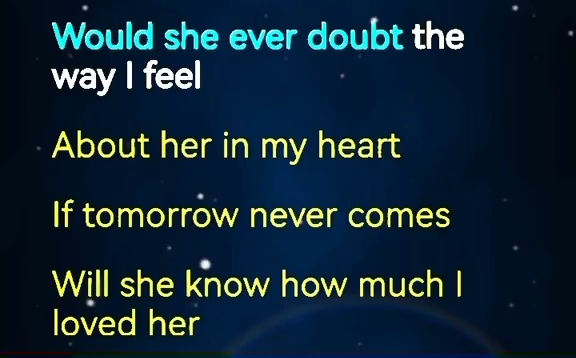 Would she ever doubt the
way I feel
About her in my heart
If tomorrow never comes
Will she know how much I
loved her